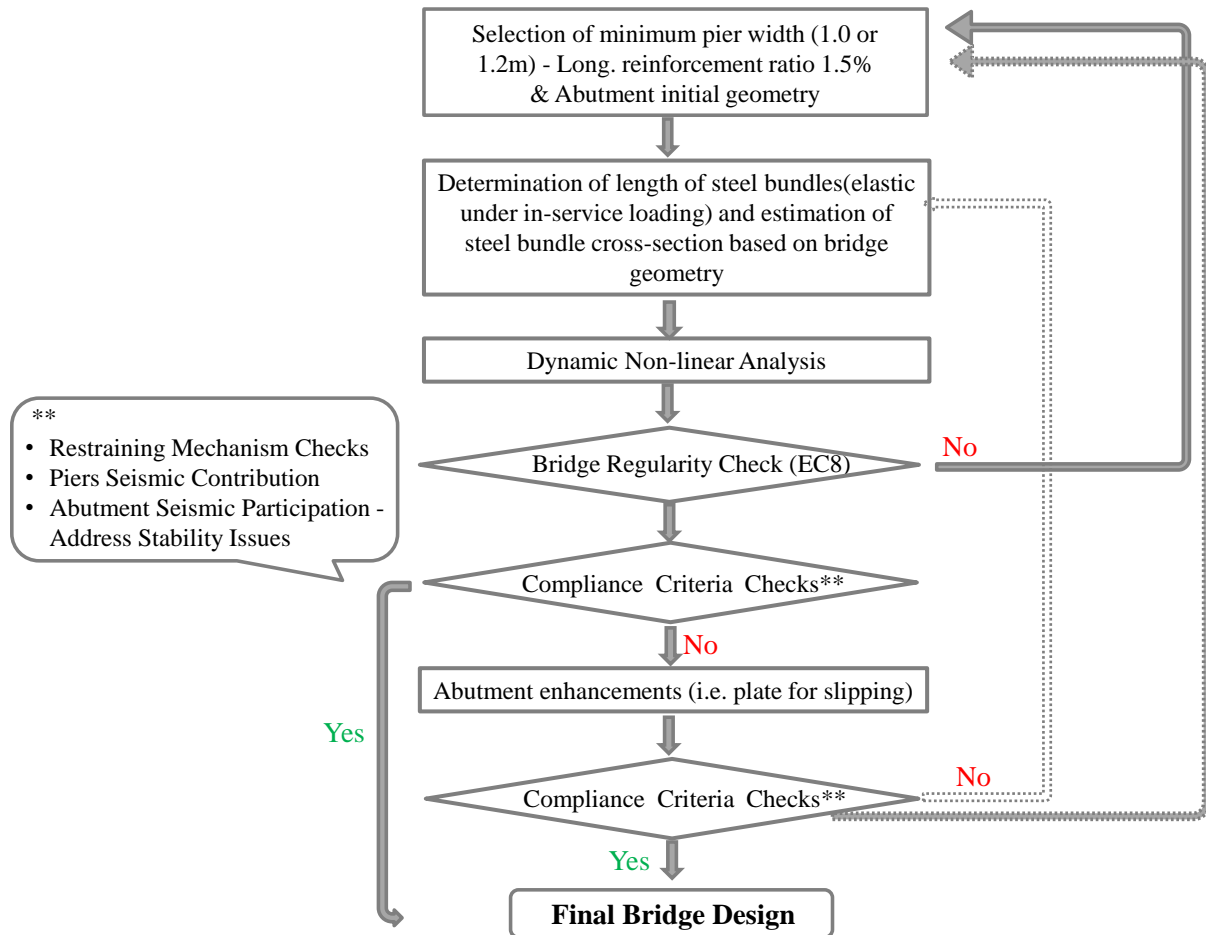 Selection of minimum pier width (1.0 or
1.2m) - Long. reinforcement ratio 1.5%
& Abutment initial geometry
Determination of length of steel bundles(elastic
under in-service loading) and estimation of
steel bundle cross-section based on bridge
geometry
Dynamic Non-linear Analysis
**
• Restraining Mechanism Checks
• Piers Seismic Contribution
• Abutment Seismic Participation -
Address Stability Issues
Bridge Regularity Check (EC8)
No
Compliance Criteria Checks**
No
Abutment enhancements (i.e. plate for slipping)
Yes
Compliance Criteria Checks**
No
Yes
Final Bridge Design